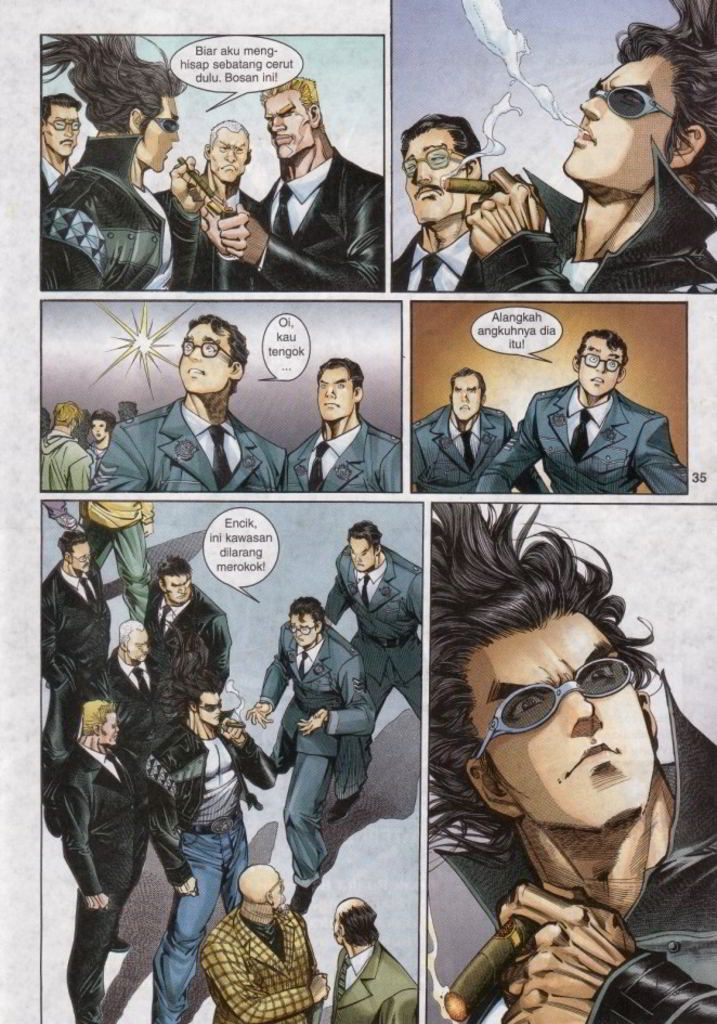 Biar aku meng-
hisap sebatang cerut
dulu. Bosan ini!
Oi,
kau
tengok
...
Alangkah
angkuhnya dia
itu!
35
Encik,
ini kawasan
dilarang
merokok!